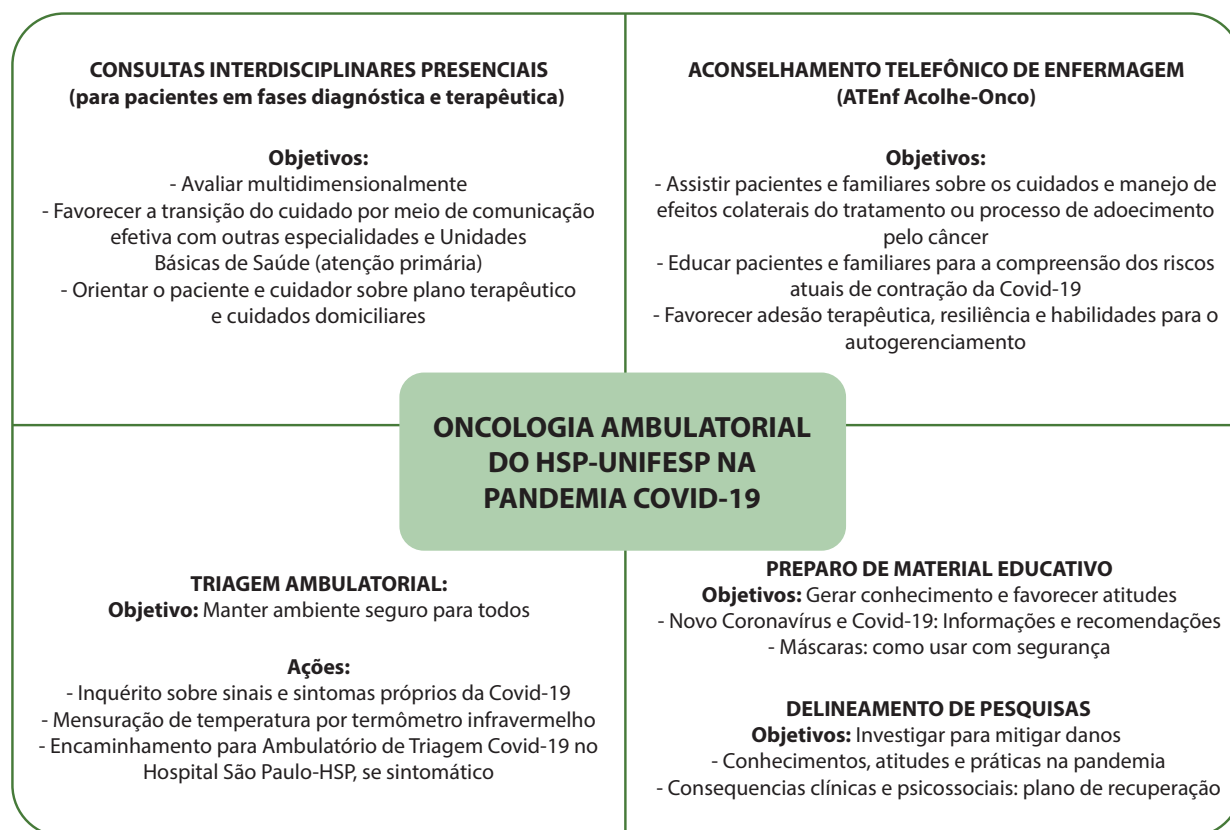 CONSULTAS INTERDISCIPLINARES PRESENCIAIS
(para pacientes em fases diagnóstica e terapêutica)
Objetivos:
- Avaliar multidimensionalmente
- Favorecer a transição do cuidado por meio de comunicação
efetiva com outras especialidades e Unidades
Básicas de Saúde (atenção primária)
- Orientar o paciente e cuidador sobre plano terapêutico
e cuidados domiciliares
ACONSELHAMENTO TELEFÔNICO DE ENFERMAGEM
(ATEnf Acolhe-Onco)
Objetivos:
- Assistir pacientes e familiares sobre os cuidados e manejo de
efeitos colaterais do tratamento ou processo de adoecimento
pelo câncer
- Educar pacientes e familiares para a compreensão dos riscos
atuais de contração da Covid-19
- Favorecer adesão terapêutica, resiliência e habilidades para o
autogerenciamento
ONCOLOGIA AMBULATORIAL
DO HSP-UNIFESP NA
PANDEMIA COVID-19
TRIAGEM AMBULATORIAL:
Objetivo: Manter ambiente seguro para todos
Ações:
- Inquérito sobre sinais e sintomas próprios da Covid-19
- Mensuração de temperatura por termômetro infravermelho
- Encaminhamento para Ambulatório de Triagem Covid-19 no
Hospital São Paulo-HSP, se sintomático
PREPARO DE MATERIAL EDUCATIVO
Objetivos: Gerar conhecimento e favorecer atitudes
- Novo Coronavírus e Covid-19: Informações e recomendações
- Máscaras: como usar com segurança
DELINEAMENTO DE PESQUISAS
Objetivos: Investigar para mitigar danos
- Conhecimentos, atitudes e práticas na pandemia
- Consequencias clínicas e psicossociais: plano de recuperação